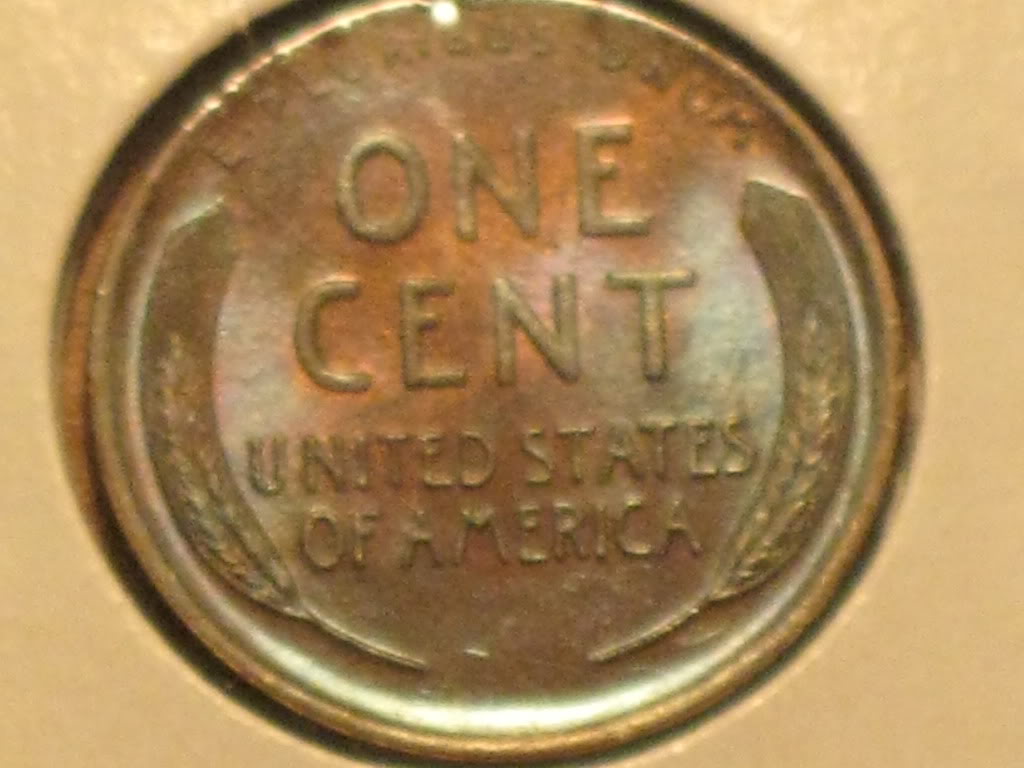 ONE
CENT
UNITED STATES
OF AMERICA